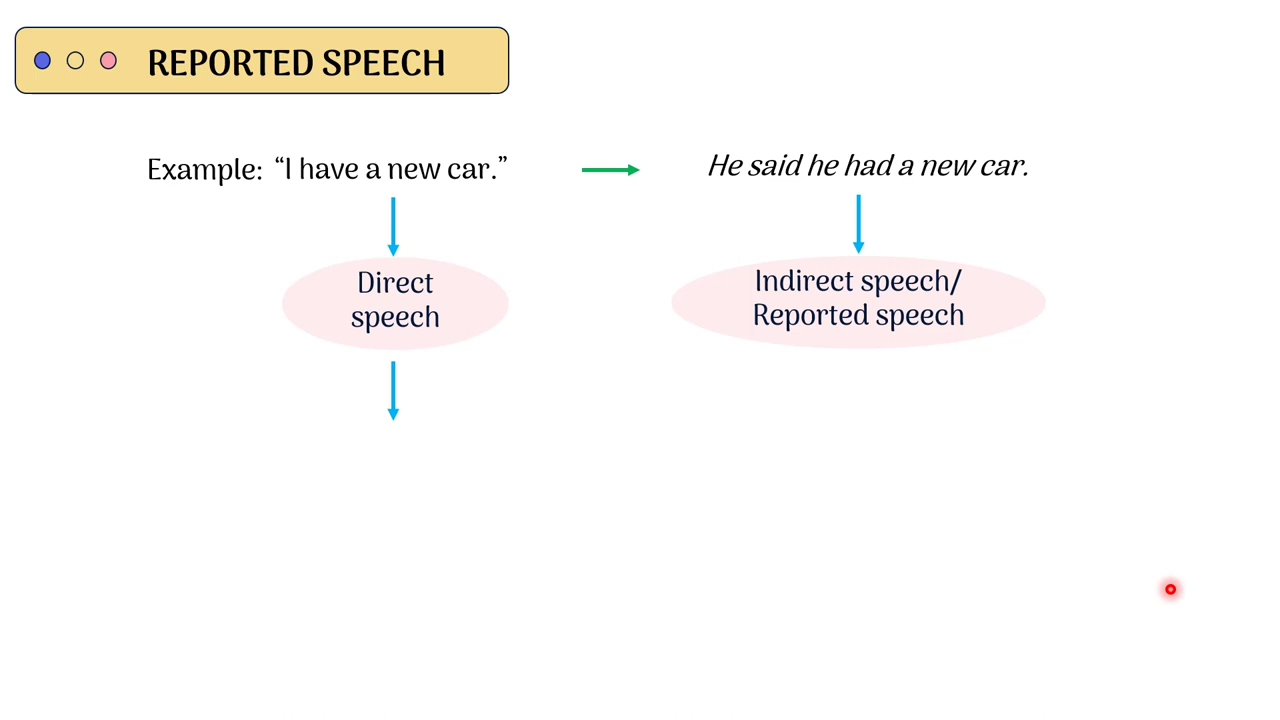 REPORTED SPEECH
Example: “I have a new car.”
He said he had a new car.
Direct
speech
Indirect speech/
Reported speech